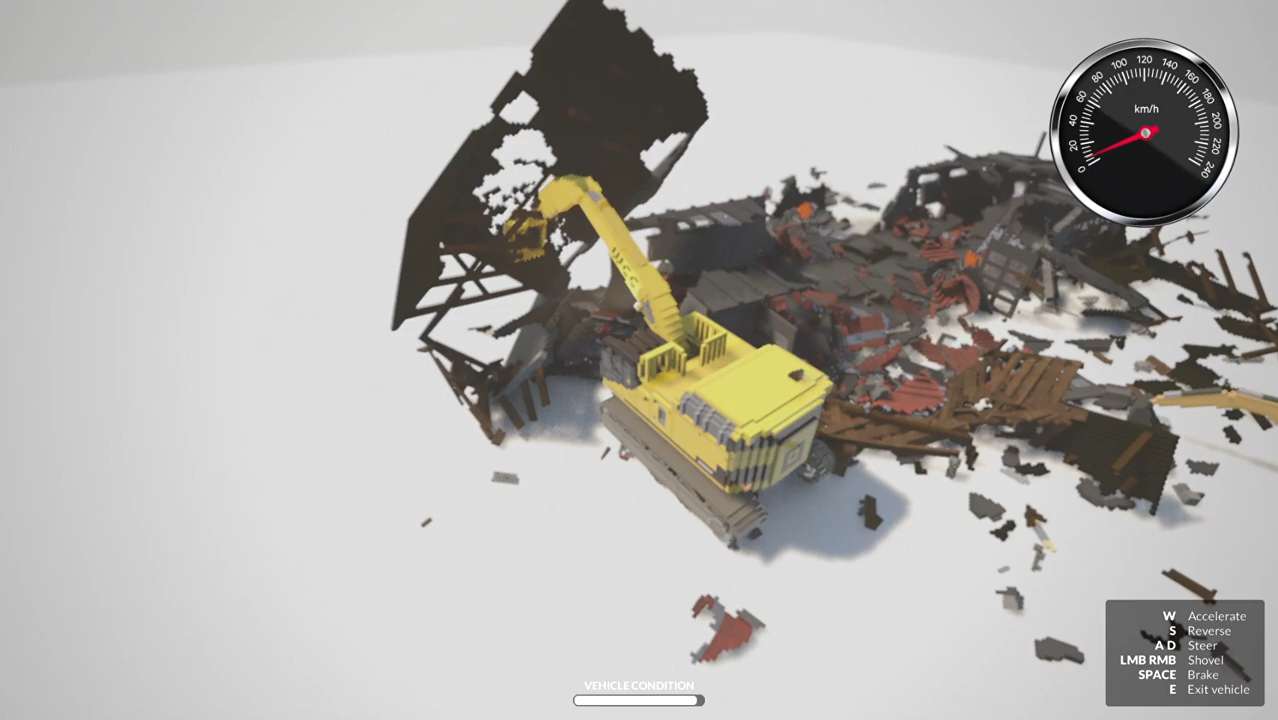 0
20
40
60
80
100
120
140
160
180
200
220
240
km/h
W Accelerate
S Reverse
A D Steer
LMB RMB Shovel
SPACE Brake
E Exit vehicle
VEHICLE CONDITION